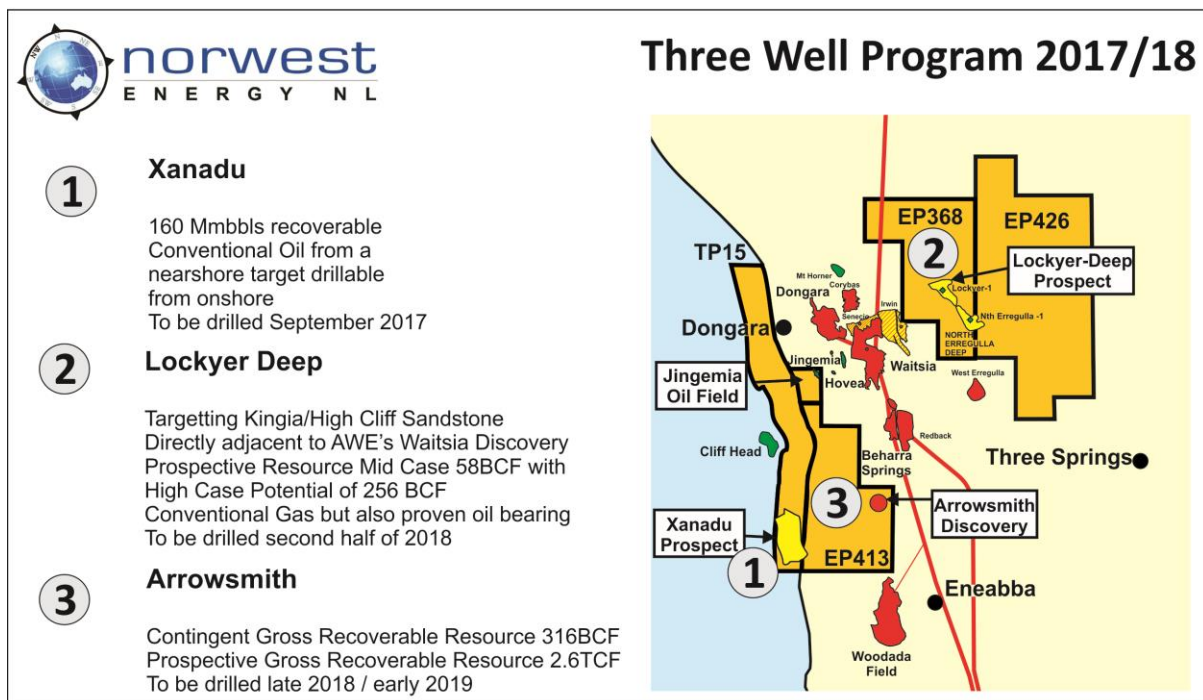 norwest
ENERGY NL
Three Well Program 2017/18
1
Xanadu
160 Mmbbls recoverable
Conventional Oil from a
nearshore target drillable
from onshore
To be drilled September 2017
2
Lockyer Deep
Targetting Kingia/High Cliff Sandstone
Directly adjacent to AWE's Waitsia Discovery
Prospective Resource Mid Case 58BCF with
High Case Potential of 256 BCF
Conventional Gas but also proven oil bearing
To be drilled second half of 2018
3
Arrowsmith
Contingent Gross Recoverable Resource 316BCF
Prospective Gross Recoverable Resource 2.6TCF
To be drilled late 2018 / early 2019
EP368
EP426
2
TP15
Lockyer-Deep
Prospect
Mt Horner
Corybas
Dongara
Lockyer-1
Irwin
Senecio
Nth Erregulla -1
Dongara
NORTH
ERREGULLA
DEEP
Jingemia
Waitsia
Jingemia
Oil Field
Hovea
West Erregulla
Redback
Cliff Head
Beharra
Springs
Three Springs
3
Arrowsmith
Discovery
Xanadu
Prospect
EP413
1
Eneabba
Woodada
Field